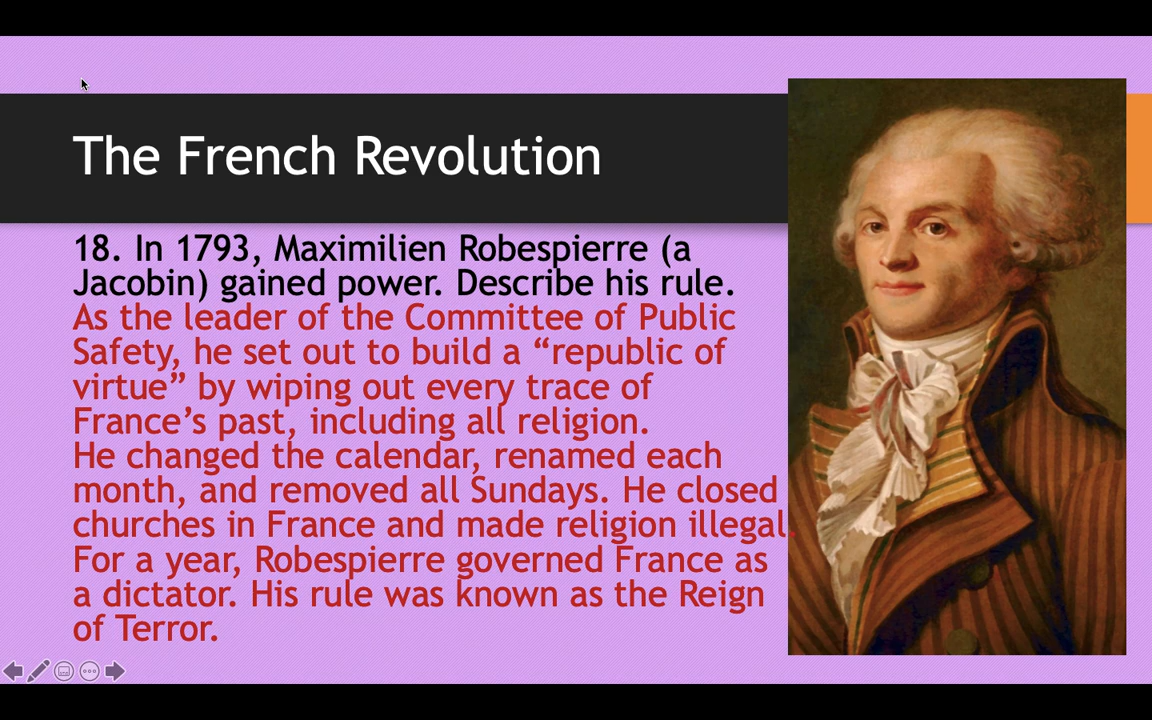 The French Revolution
18. In 1793, Maximilien Robespierre (a
Jacobin) gained power. Describe his rule.
As the leader of the Committee of Public
Safety, he set out to build a “republic of
virtue” by wiping out every trace of
France’s past, including all religion.
He changed the calendar, renamed each
month, and removed all Sundays. He closed
churches in France and made religion illegal.
For a year, Robespierre governed France as
a dictator. His rule was known as the Reign
of Terror.